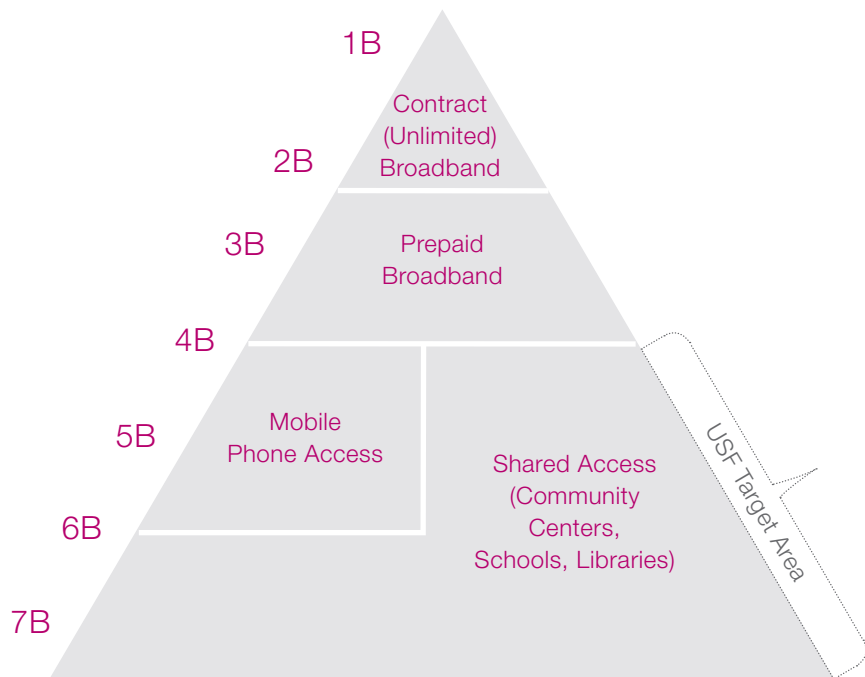 1B
Contract
(Unlimited)
Broadband
2B
3B
Prepaid
Broadband
4B
5B
Mobile
Phone Access
6B
Shared Access
(Community
Centers,
Schools, Libraries)
USF Target Area
7B